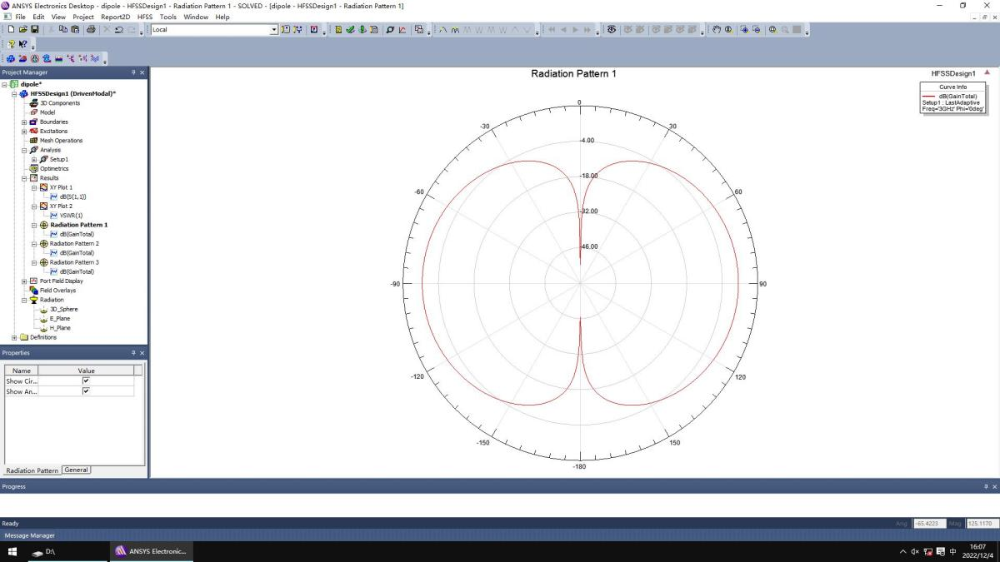 ANSYS Electronics Desktop - dipole - HFSSDesign1 - Radiation Pattern 1 - SOLVED - [dipole - HFSSDesign1 - Radiation Pattern 1]
File Edit View Project Report2D HFSS Tools Window Help
Local
Project Manager
dipole*
HFSSDesign1 (DrivenModal)*
3D Components
Model
Boundaries
Excitations
Mesh Operations
Analysis
Setup1
Optimetrics
Results
XY Plot 1
dB(S(1,1))
XY Plot 2
VSWR(1)
Radiation Pattern 1
dB(GainTotal)
Radiation Pattern 2
dB(GainTotal)
Radiation Pattern 3
dB(GainTotal)
Port Field Display
Field Overlays
Radiation
3D_Sphere
E_Plane
H_Plane
Definitions
Properties
Name Value
Show Cir...
Show An...
Radiation Pattern General
Radiation Pattern 1
HFSSDesign1
Curve Info
dB(GainTotal)
Setup1 : LastAdaptive
Freq='3GHz' Phi='0deg'
0
-30 30
-4.00
-18.00
-60 60
-32.00
-46.00
-90 90
-120 120
-150 150
-180
Progress
Ready
Ang -65.4223 Mag 125.1170
Message Manager
D:\
ANSYS Electronic...
中
16:07
2022/12/4